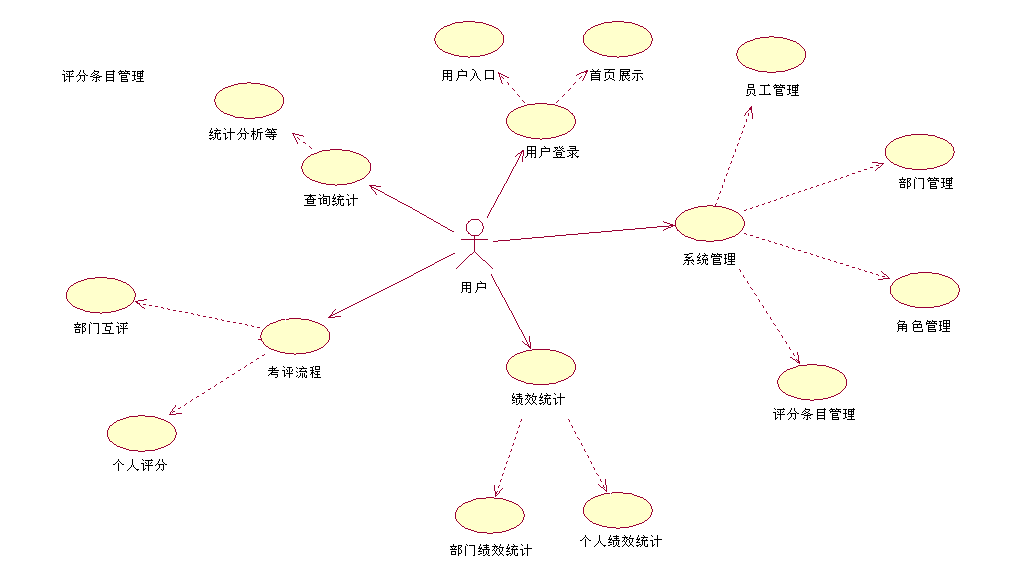 用户入口
首页展示
评分条目管理
员工管理
统计分析等
用户登录
部门管理
查询统计
系统管理
用户
部门互评
角色管理
考评流程
绩效统计
评分条目管理
个人评分
个人绩效统计
部门绩效统计